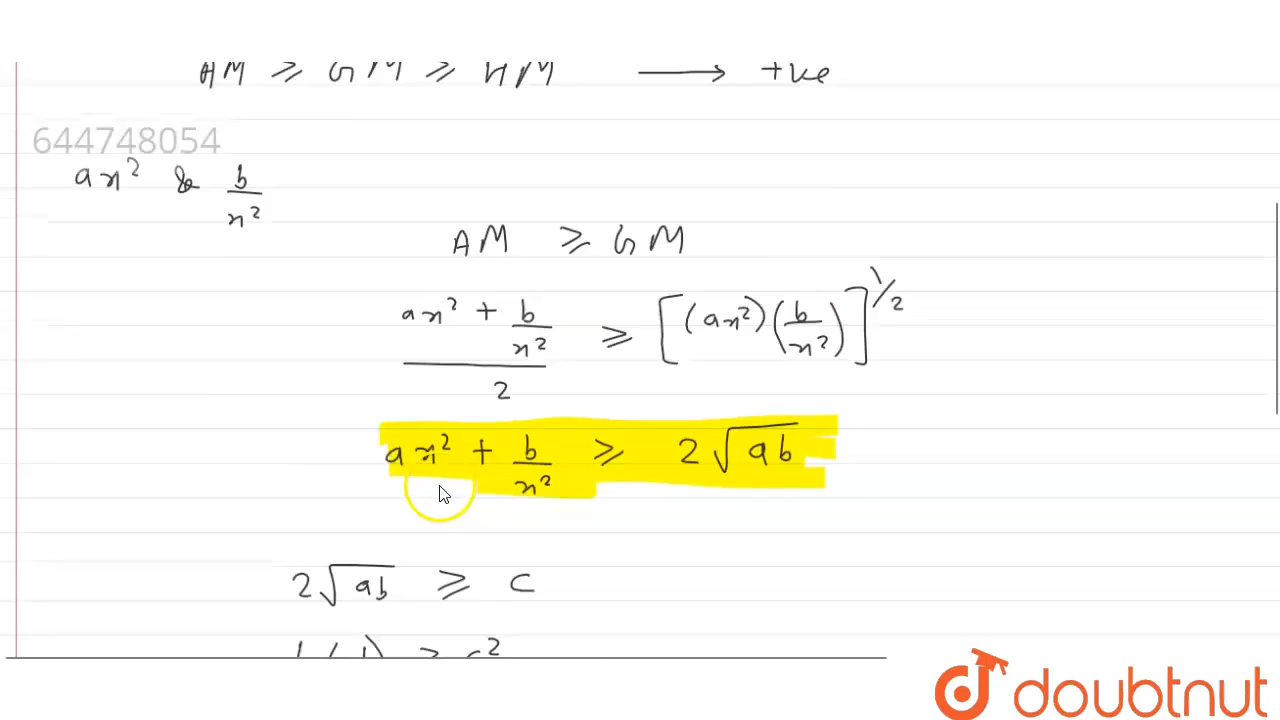 AM ⩾ GM ⩾ HM ⟶ +ve
644748054
ax² & b/x²
AM ⩾ GM
(ax² + b/x²)/2 ⩾ [(ax²)(b/x²)]^1/2
ax² + b/x² ⩾ 2√ab
2√ab ⩾ c
⩾ c²
doubtnut